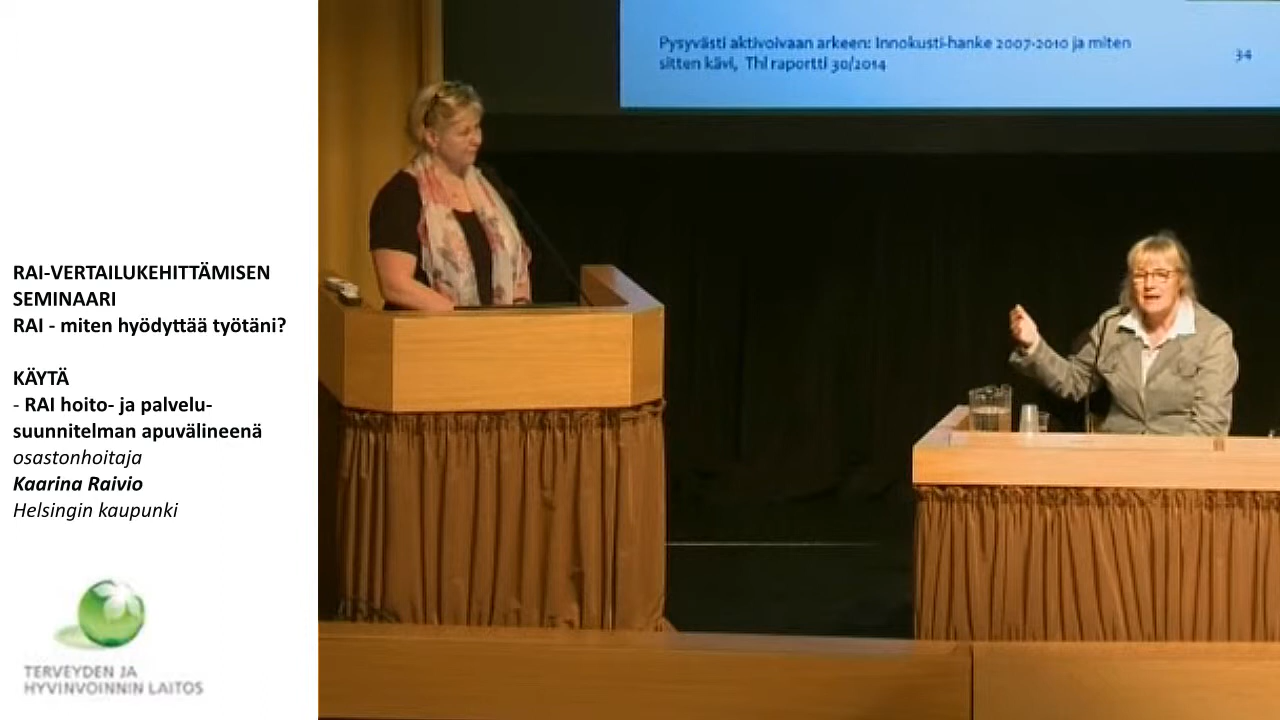 RAI-VERTAILUKEHITTÄMISEN
SEMINAARI
RAI - miten hyödyttää työtäni?
KÄYTÄ
- RAI hoito- ja palvelu-
suunnitelman apuvälineenä
osastonhoitaja
Kaarina Raivio
Helsingin kaupunki
TERVEYDEN JA
HYVINVOINNIN LAITOS
Pysyvästi aktivoivaan arkeen: Innokusti-hanke 2007-2010 ja miten
sitten kävi, Thl raportti 30/2014
34